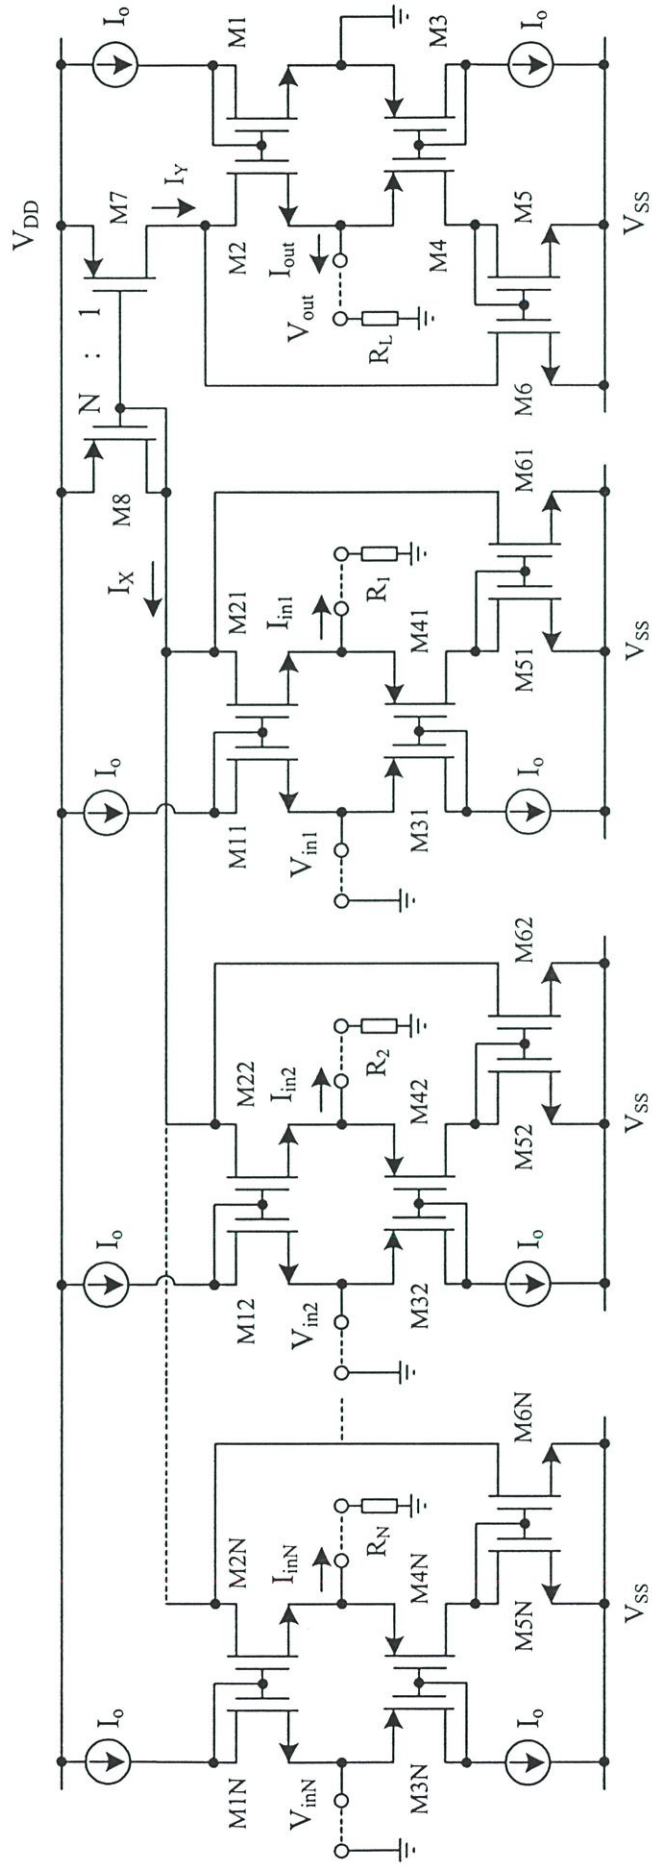 V_DD
I_o
I_o
I_o
M8
N : 1
M7
I_Y
I_o
I_X
M1N
M2N
M12
M22
M11
M21
M2
M1
V_inN
I_inN
R_N
V_in2
I_in2
R_2
V_in1
I_in1
R_1
V_out
I_out
R_L
M3N
M4N
M32
M42
M31
M41
M4
M3
I_o
M5N
M6N
I_o
M52
M62
I_o
M51
M61
M6
M5
I_o
V_SS
V_SS
V_SS
V_SS